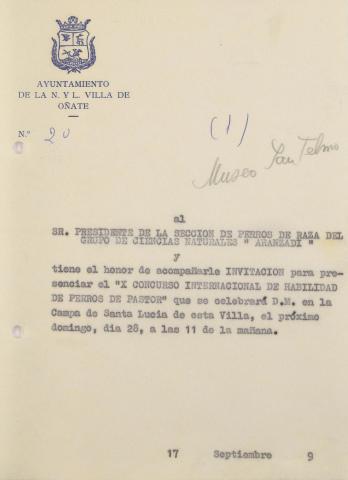 AYUNTAMIENTO
DE LA N. Y L. VILLA DE
OÑATE
N.º 20
(1)
Museo San Telmo
al
SR. PRESIDENTE DE LA SECCION DE PERROS DE RAZA DEL
GRUPO DE CIENCIAS NATURALES " ARANZADI "
y
tiene el honor de acompañarle INVITACION para pre-
senciar el "X CONCURSO INTERNACIONAL DE HABILIDAD
DE PERROS DE PASTOR" que se celebrará D.M. en la
Campa de Santa Lucia de esta Villa, el próximo
domingo, dia 28, a las 11 de la mañana.
17 Septiembre 9